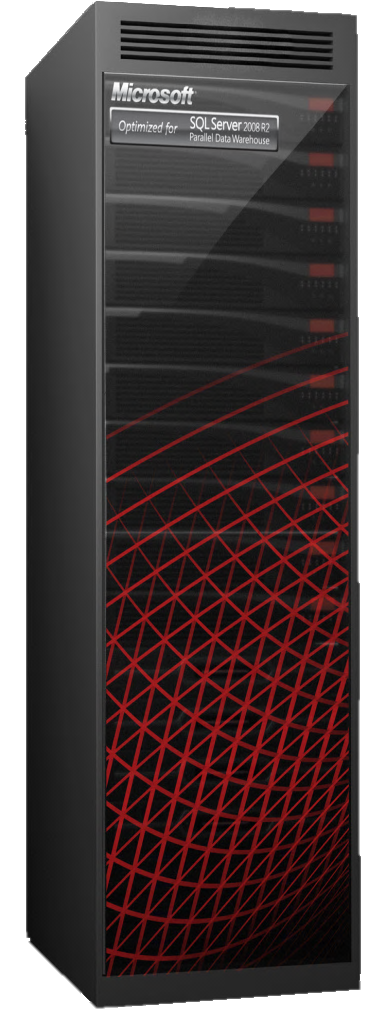 Microsoft
Optimized for SQL Server 2008 R2
Parallel Data Warehouse